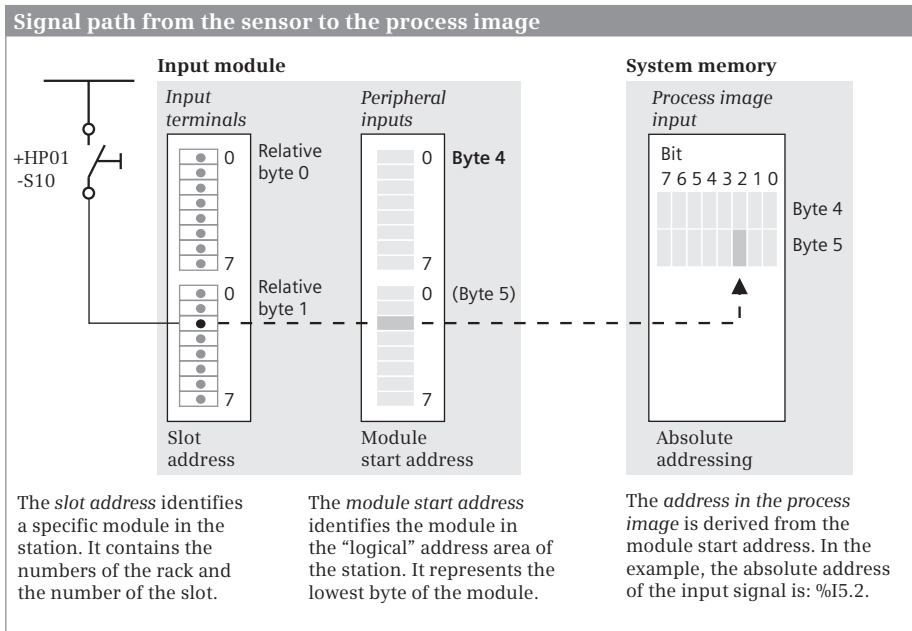 Signal path from the sensor to the process image
Input module
System memory
Input
terminals
Peripheral
inputs
Process image
input
+HP01
-S10
0
Relative
byte 0
7
0
Relative
byte 1
7
0
Byte 4
7
0
(Byte 5)
7
Bit
7 6 5 4 3 2 1 0
Byte 4
Byte 5
Slot
address
Module
start address
Absolute
addressing
The slot address identifies
a specific module in the
station. It contains the
numbers of the rack and
the number of the slot.
The module start address
identifies the module in
the “logical” address area of
the station. It represents the
lowest byte of the module.
The address in the process
image is derived from the
module start address. In the
example, the absolute address
of the input signal is: %I5.2.